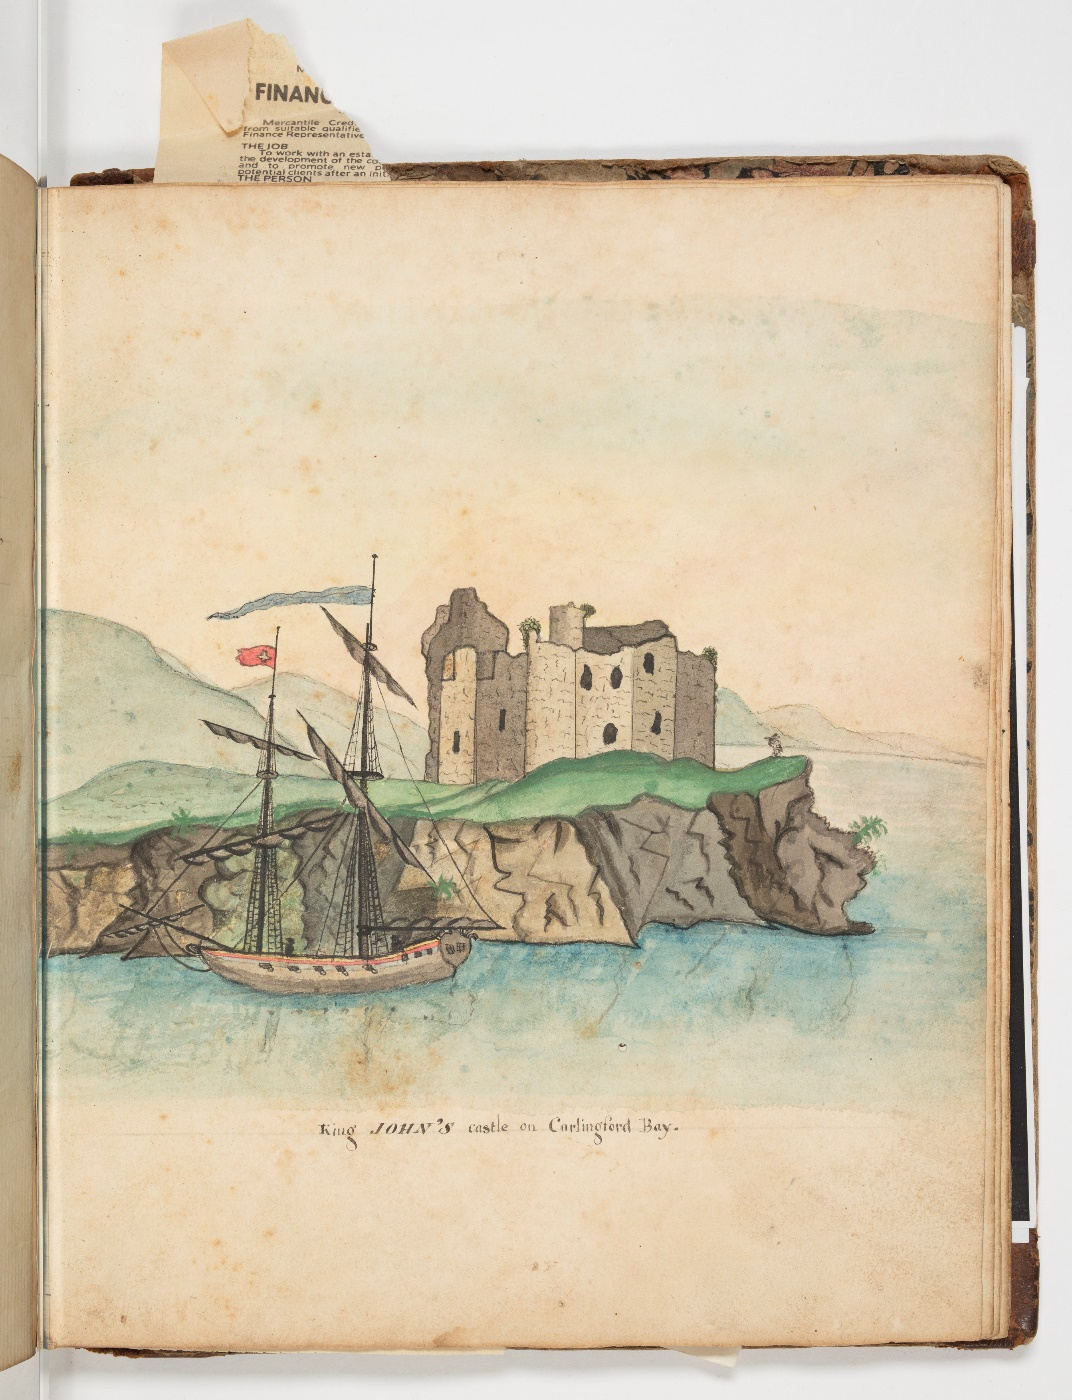 FINANC
Mercantile Cred
from suitable qualifie
Finance Representative
THE JOB
To work with an esta
the development of the co
and to promote new p
potential clients after an init
THE PERSON
King JOHN'S castle on Carlingford Bay.